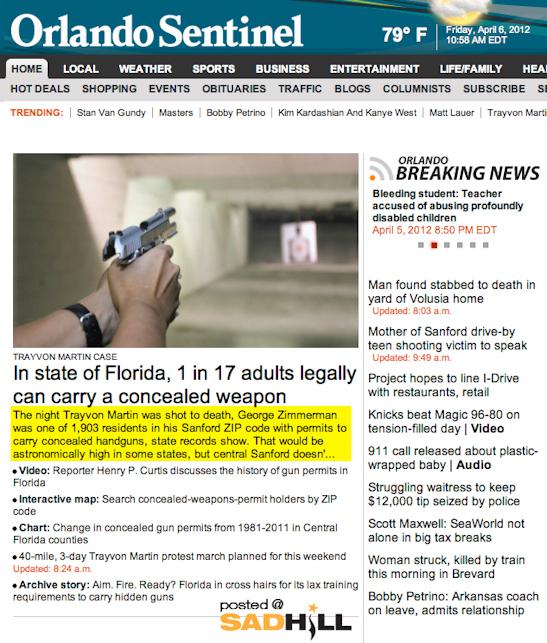 Orlando Sentinel
79° F
Friday, April 6, 2012
10:58 AM EDT
HOME LOCAL WEATHER SPORTS BUSINESS ENTERTAINMENT LIFE/FAMILY HEA
HOT DEALS SHOPPING EVENTS OBITUARIES TRAFFIC BLOGS COLUMNISTS SUBSCRIBE S
TRENDING: | Stan Van Gundy | Masters | Bobby Petrino | Kim Kardashian And Kanye West | Matt Lauer | Trayvon Marti
TRAYVON MARTIN CASE
In state of Florida, 1 in 17 adults legally
can carry a concealed weapon
The night Trayvon Martin was shot to death, George Zimmerman
was one of 1,903 residents in his Sanford ZIP code with permits to
carry concealed handguns, state records show. That would be
astronomically high in some states, but central Sanford doesn'...
• Video: Reporter Henry P. Curtis discusses the history of gun permits in
Florida
• Interactive map: Search concealed-weapons-permit holders by ZIP
code
• Chart: Change in concealed gun permits from 1981-2011 in Central
Florida counties
• 40-mile, 3-day Trayvon Martin protest march planned for this weekend
Updated: 8:24 a.m.
• Archive story: Aim. Fire. Ready? Florida in cross hairs for its lax training
requirements to carry hidden guns
posted @
SADHILL
ORLANDO
BREAKING NEWS
Bleeding student: Teacher
accused of abusing profoundly
disabled children
April 5, 2012 8:50 PM EDT
Man found stabbed to death in
yard of Volusia home
Updated: 8:03 a.m.
Mother of Sanford drive-by
teen shooting victim to speak
Updated: 9:49 a.m.
Project hopes to line I-Drive
with restaurants, retail
Knicks beat Magic 96-80 on
tension-filled day | Video
911 call released about plastic-
wrapped baby | Audio
Struggling waitress to keep
$12,000 tip seized by police
Scott Maxwell: SeaWorld not
alone in big tax breaks
Woman struck, killed by train
this morning in Brevard
Bobby Petrino: Arkansas coach
on leave, admits relationship